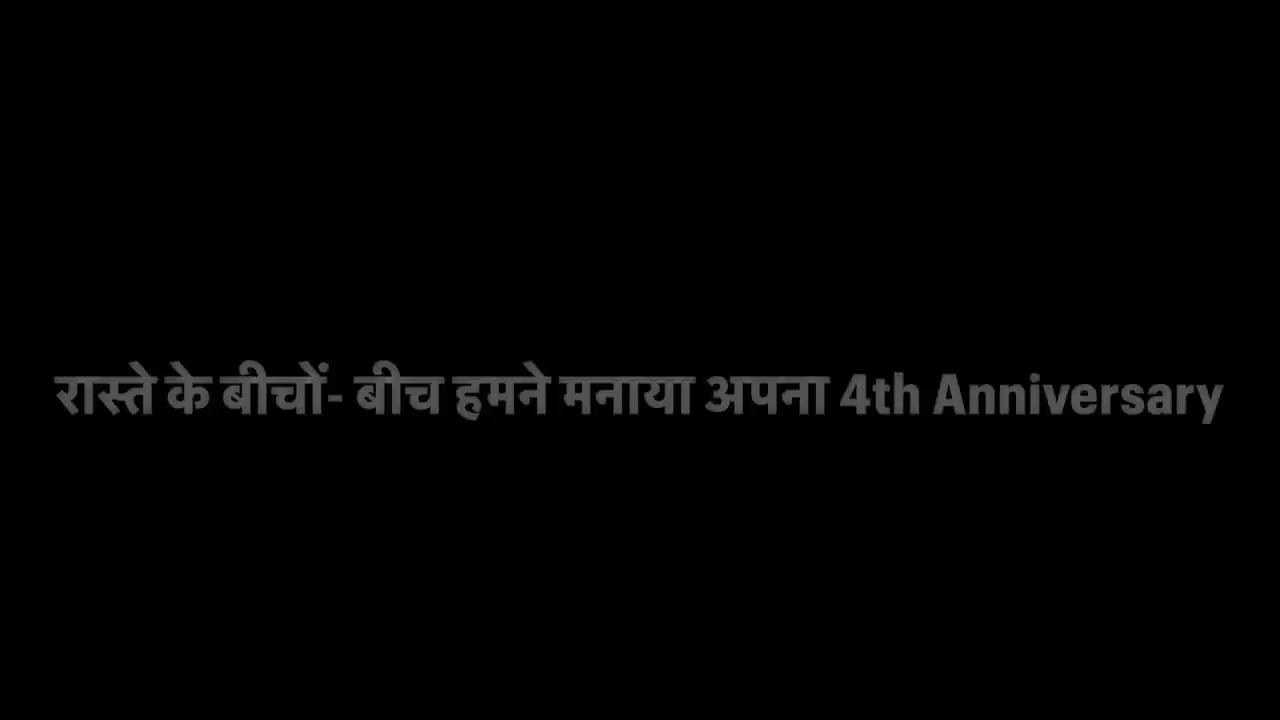 रास्ते के बीचों- बीच हमने मनाया अपना 4th Anniversary